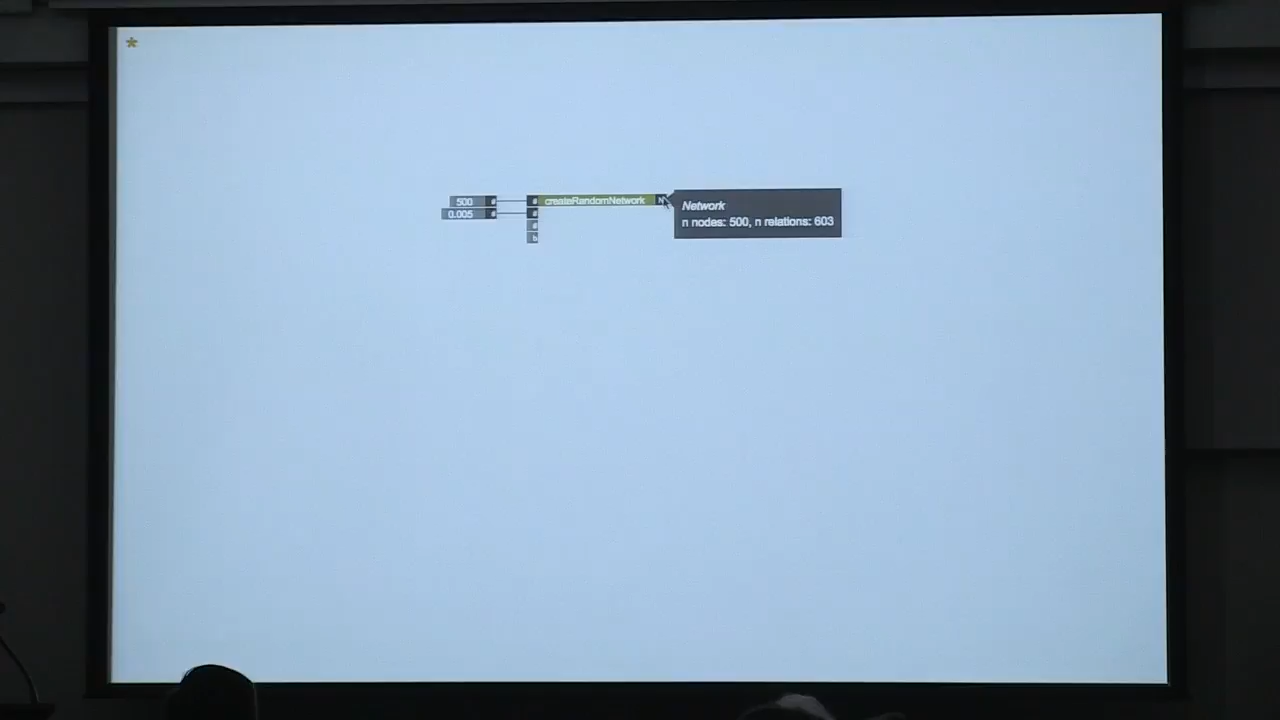 500
0.005
createRandomNetwork
Network
n nodes: 500, n relations: 603